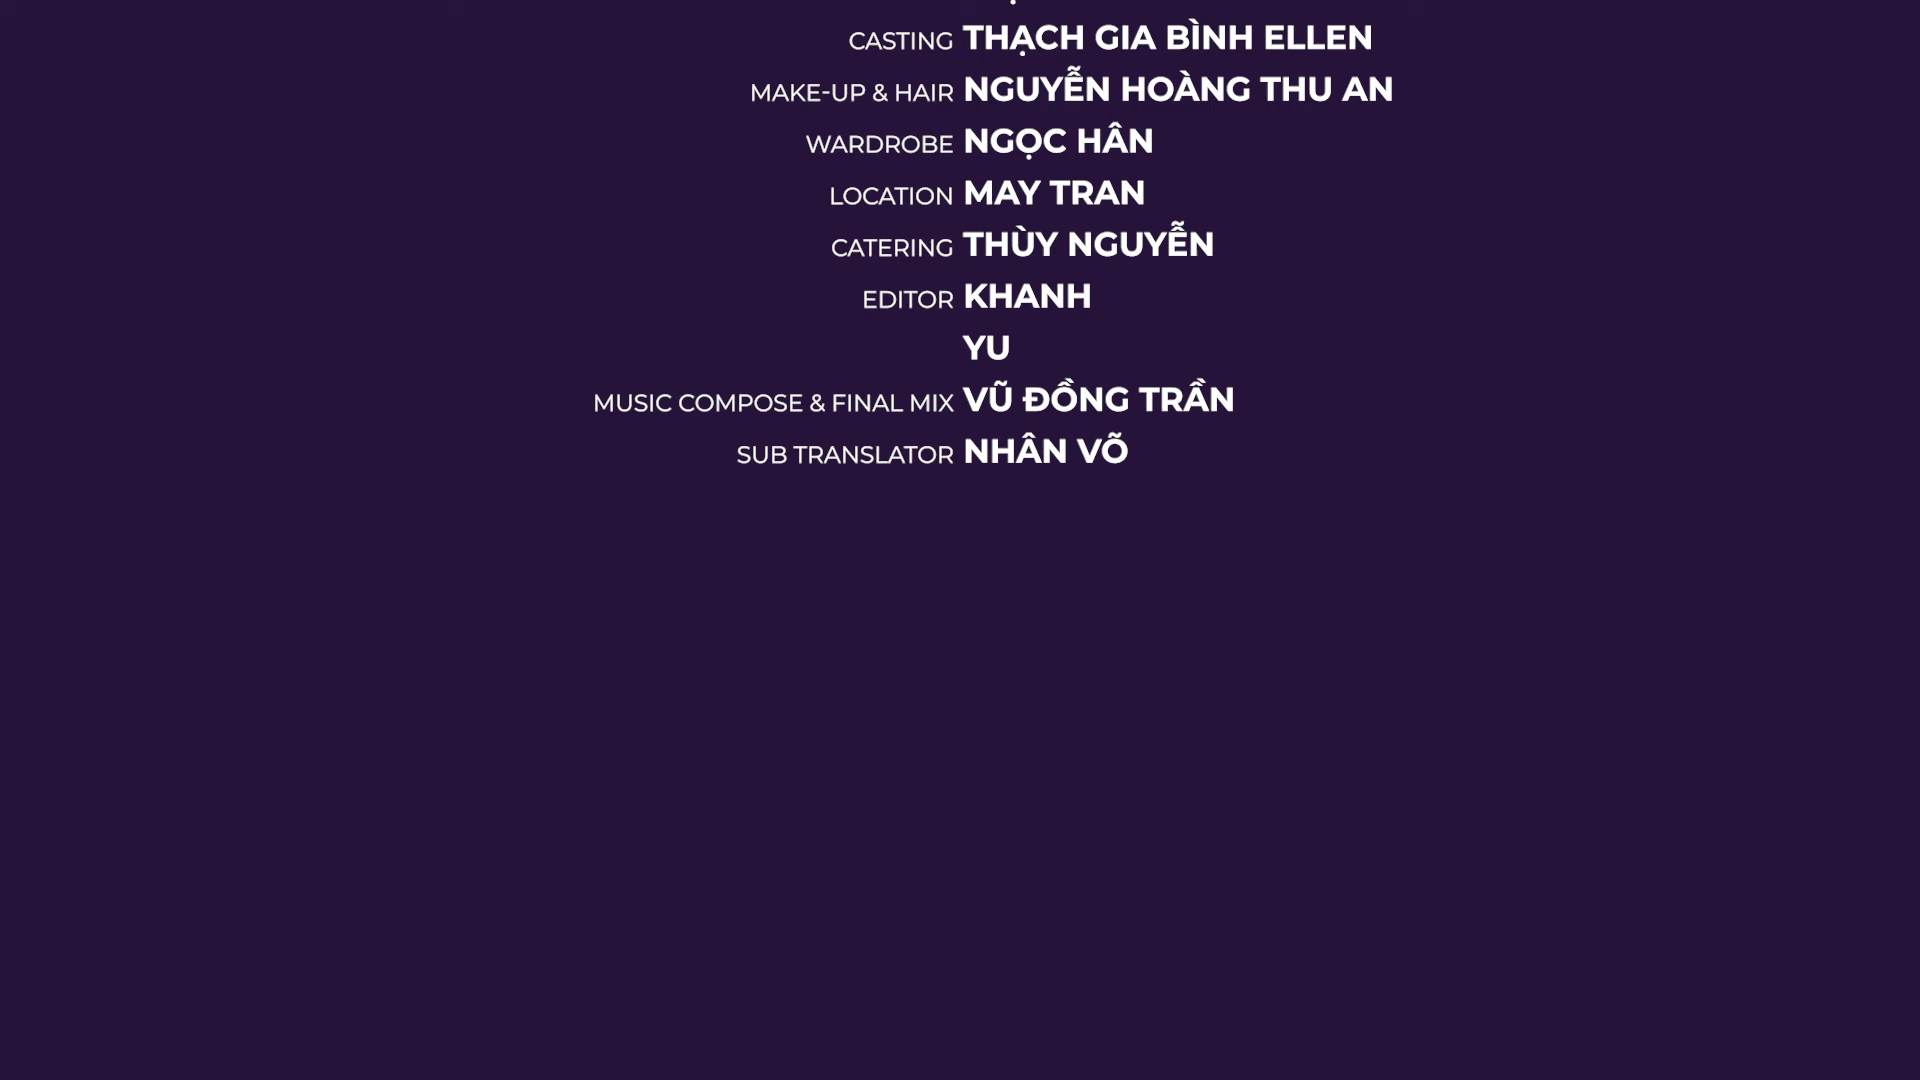 CASTING THẠCH GIA BÌNH ELLEN
MAKE-UP & HAIR NGUYỄN HOÀNG THU AN
WARDROBE NGỌC HÂN
LOCATION MAY TRAN
CATERING THÙY NGUYỄN
EDITOR KHANH
YU
MUSIC COMPOSE & FINAL MIX VŨ ĐỒNG TRẦN
SUB TRANSLATOR NHÂN VÕ